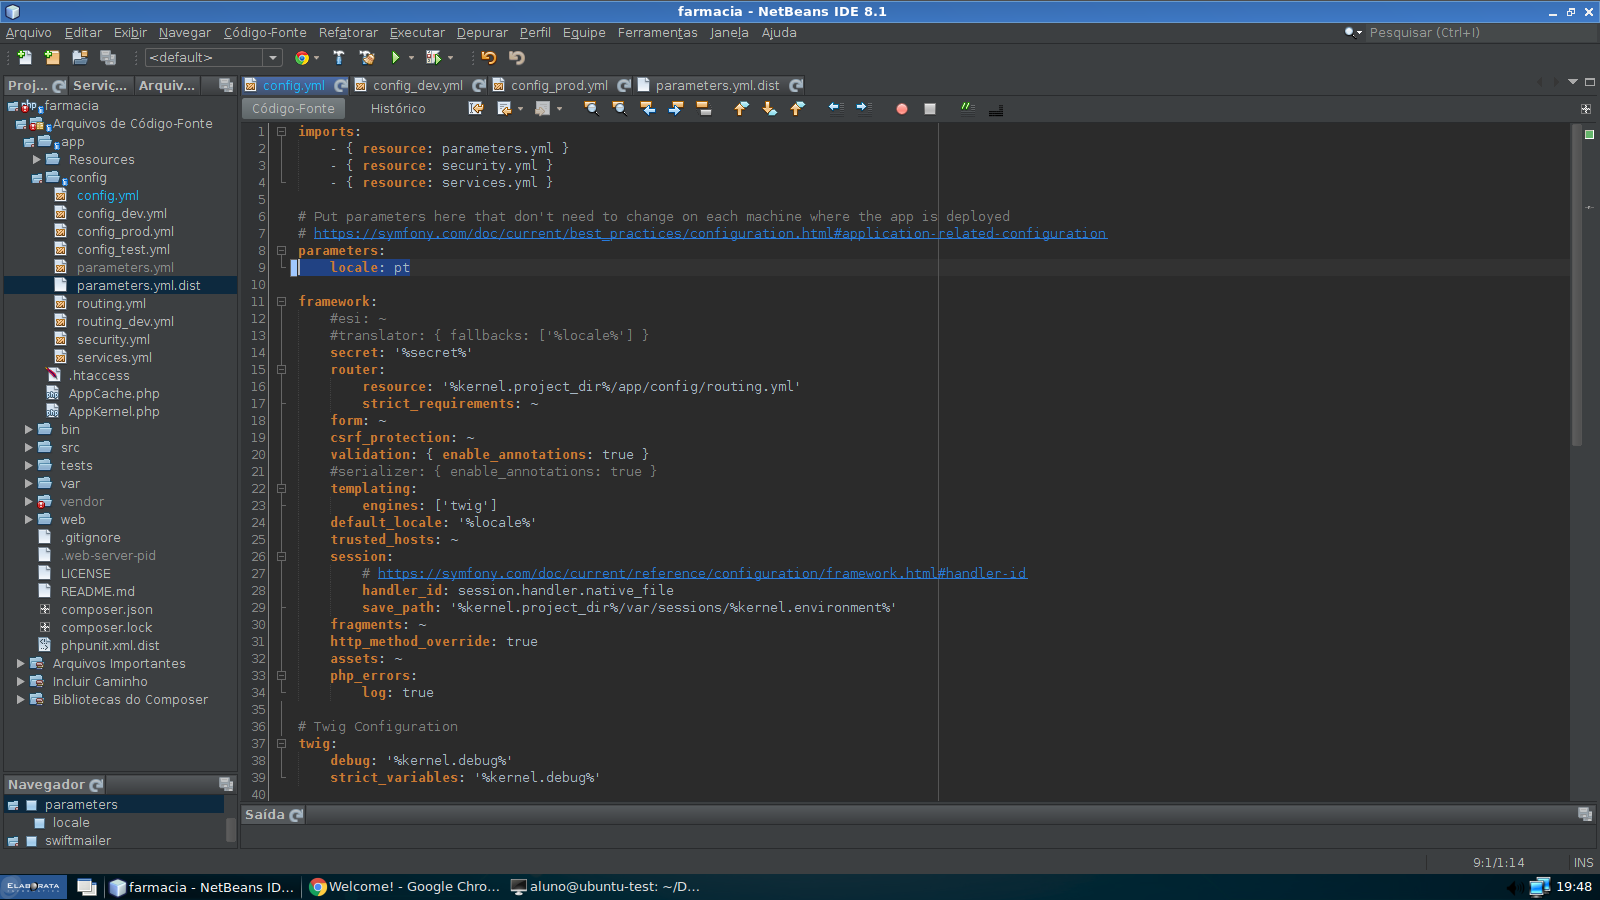 farmacia - NetBeans IDE 8.1
Arquivo Editar Exibir Navegar Código-Fonte Refatorar Executar Depurar Perfil Equipe Ferramentas Janela Ajuda
Pesquisar (Ctrl+I)
<default>
Proj... Serviç... Arquiv...
config.yml config_dev.yml config_prod.yml parameters.yml.dist
Código-Fonte Histórico
farmacia
Arquivos de Código-Fonte
app
Resources
config
config.yml
config_dev.yml
config_prod.yml
config_test.yml
parameters.yml
parameters.yml.dist
routing.yml
routing_dev.yml
security.yml
services.yml
.htaccess
AppCache.php
AppKernel.php
bin
src
tests
var
vendor
web
.gitignore
.web-server-pid
LICENSE
README.md
composer.json
composer.lock
phpunit.xml.dist
Arquivos Importantes
Incluir Caminho
Bibliotecas do Composer
Navegador
parameters
locale
swiftmailer
1 imports:
2 - { resource: parameters.yml }
3 - { resource: security.yml }
4 - { resource: services.yml }
5
6 # Put parameters here that don't need to change on each machine where the app is deployed
7 # https://symfony.com/doc/current/best_practices/configuration.html#application-related-configuration
8 parameters:
9 locale: pt
10
11 framework:
12 #esi: ~
13 #translator: { fallbacks: ['%locale%'] }
14 secret: '%secret%'
15 router:
16 resource: '%kernel.project_dir%/app/config/routing.yml'
17 strict_requirements: ~
18 form: ~
19 csrf_protection: ~
20 validation: { enable_annotations: true }
21 #serializer: { enable_annotations: true }
22 templating:
23 engines: ['twig']
24 default_locale: '%locale%'
25 trusted_hosts: ~
26 session:
27 # https://symfony.com/doc/current/reference/configuration/framework.html#handler-id
28 handler_id: session.handler.native_file
29 save_path: '%kernel.project_dir%/var/sessions/%kernel.environment%'
30 fragments: ~
31 http_method_override: true
32 assets: ~
33 php_errors:
34 log: true
35
36 # Twig Configuration
37 twig:
38 debug: '%kernel.debug%'
39 strict_variables: '%kernel.debug%'
40
Saída
9:1/1:14 INS
ELABORATA farmacia - NetBeans ID... Welcome! - Google Chro... aluno@ubuntu-test: ~/D... 19:48